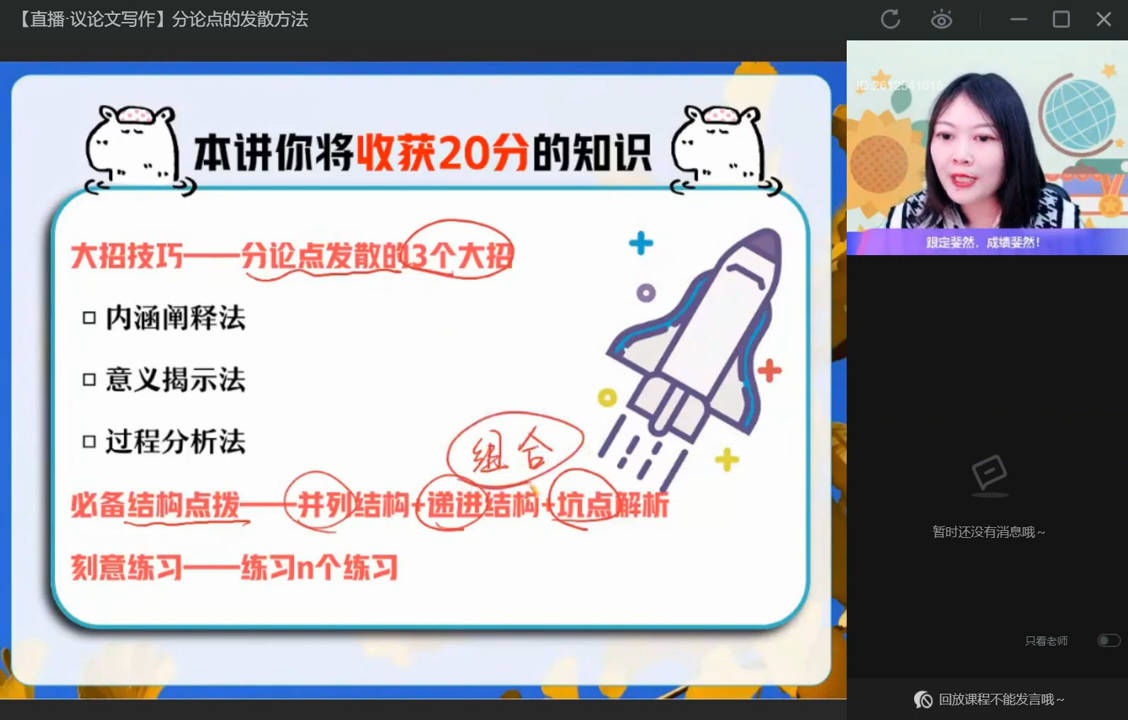 【直播·议论文写作】分论点的发散方法
本讲你将收获20分的知识
大招技巧——分论点发散的3个大招
内涵阐释法
意义揭示法
过程分析法
组合
必备结构点拨——并列结构+递进结构+坑点解析
刻意练习——练习n个练习
跟定斐然，成绩斐然！
暂时还没有消息哦～
只看老师
回放课程不能发言哦～